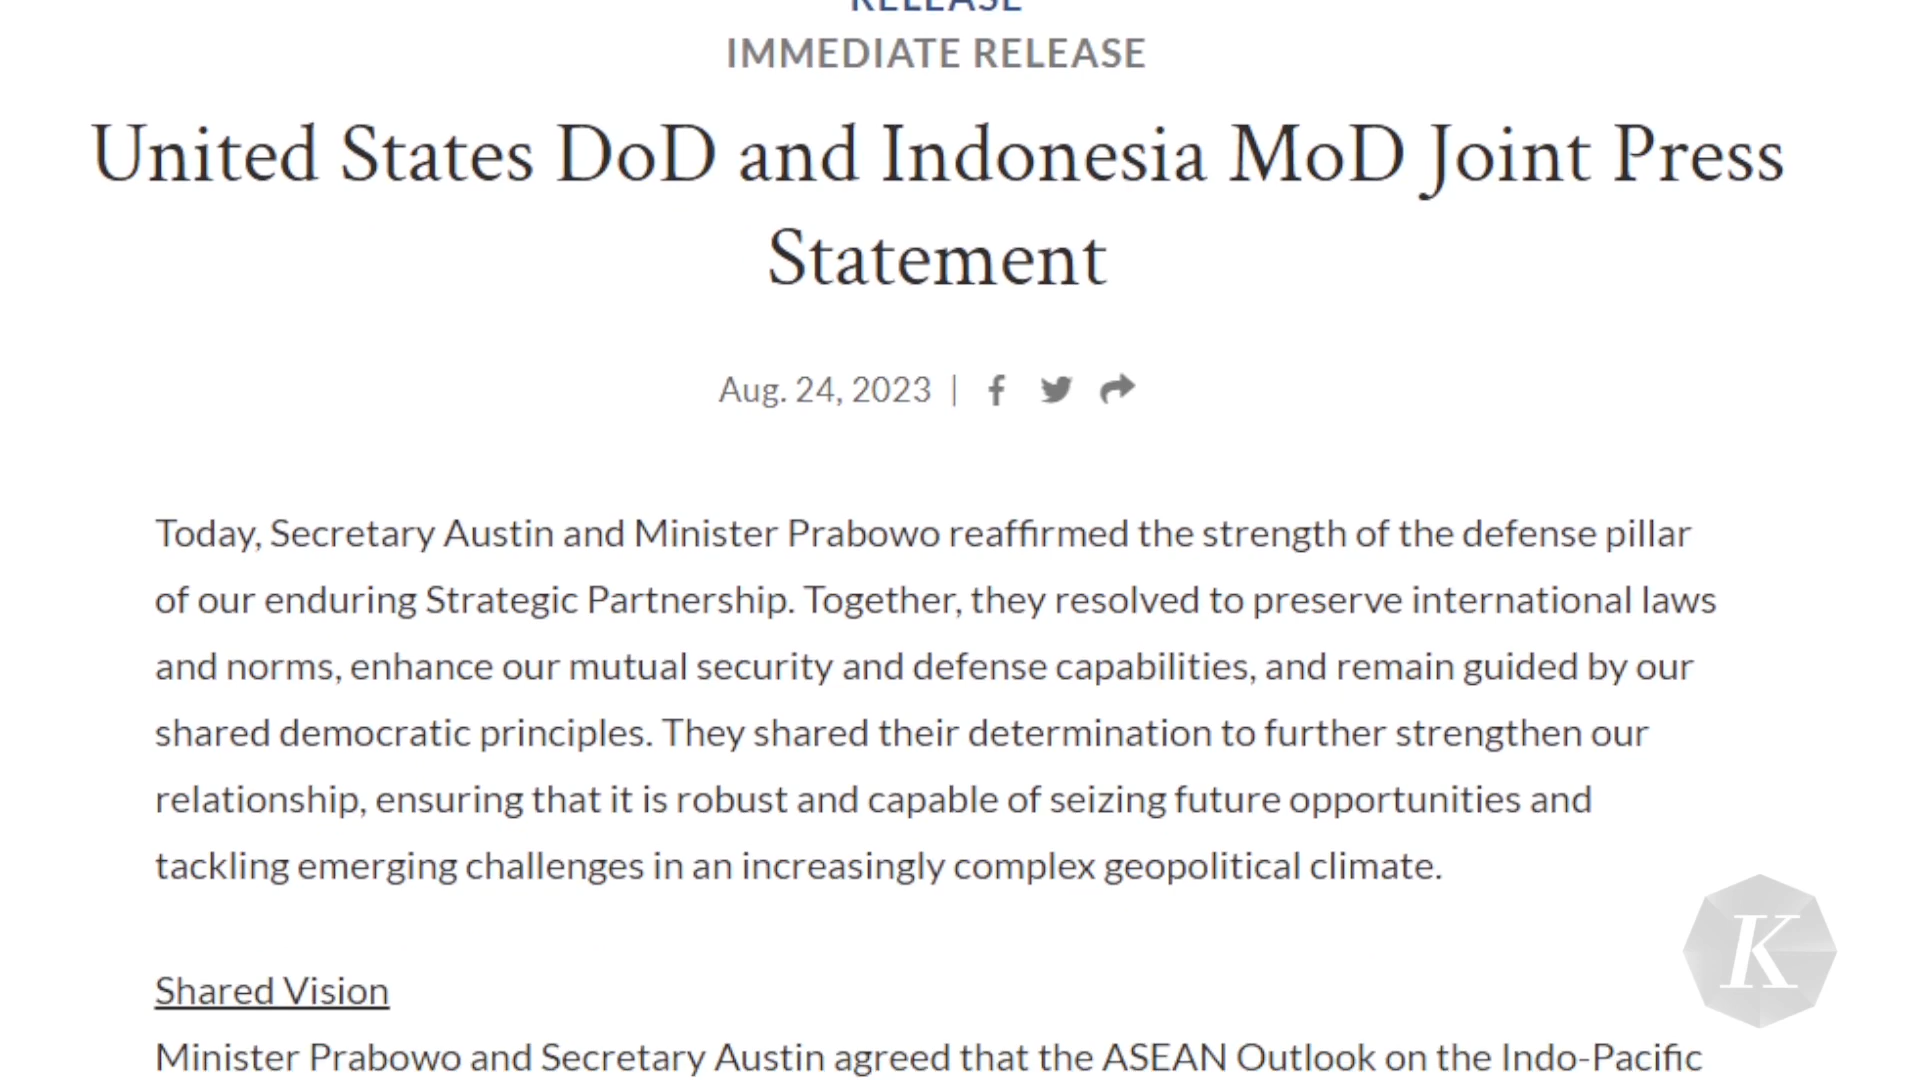 RELEASE
IMMEDIATE RELEASE
United States DoD and Indonesia MoD Joint Press
Statement
Aug. 24, 2023 |
Today, Secretary Austin and Minister Prabowo reaffirmed the strength of the defense pillar
of our enduring Strategic Partnership. Together, they resolved to preserve international laws
and norms, enhance our mutual security and defense capabilities, and remain guided by our
shared democratic principles. They shared their determination to further strengthen our
relationship, ensuring that it is robust and capable of seizing future opportunities and
tackling emerging challenges in an increasingly complex geopolitical climate.
K
Shared Vision
Minister Prabowo and Secretary Austin agreed that the ASEAN Outlook on the Indo-Pacific